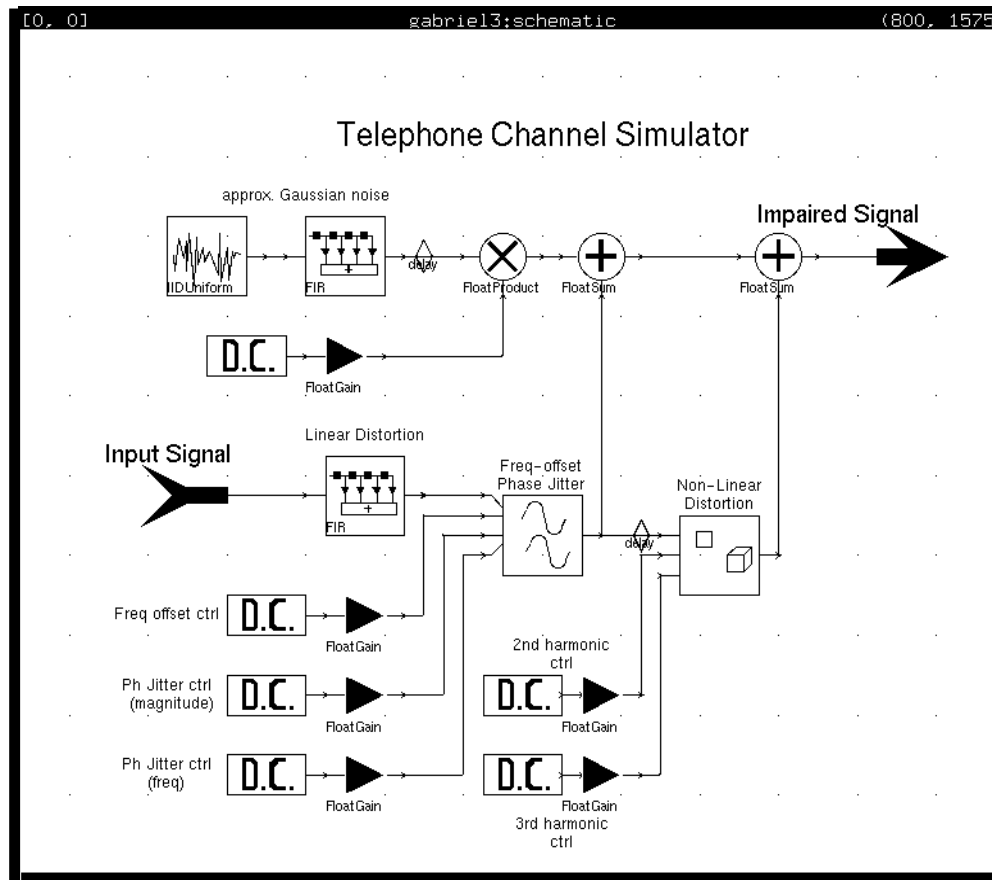 [0, 0] gabriel3:schematic (800, 1575
Telephone Channel Simulator
approx. Gaussian noise
Impaired Signal
IIDUniform
FIR
delay
FloatProduct
FloatSum
FloatSum
D.C.
FloatGain
Input Signal
Linear Distortion
FIR
Freq-offset
Phase Jitter
Non-Linear
Distortion
delay
Freq offset ctrl
D.C.
FloatGain
2nd harmonic
ctrl
Ph Jitter ctrl
(magnitude)
D.C.
FloatGain
D.C.
FloatGain
Ph Jitter ctrl
(freq)
D.C.
FloatGain
D.C.
FloatGain
3rd harmonic
ctrl